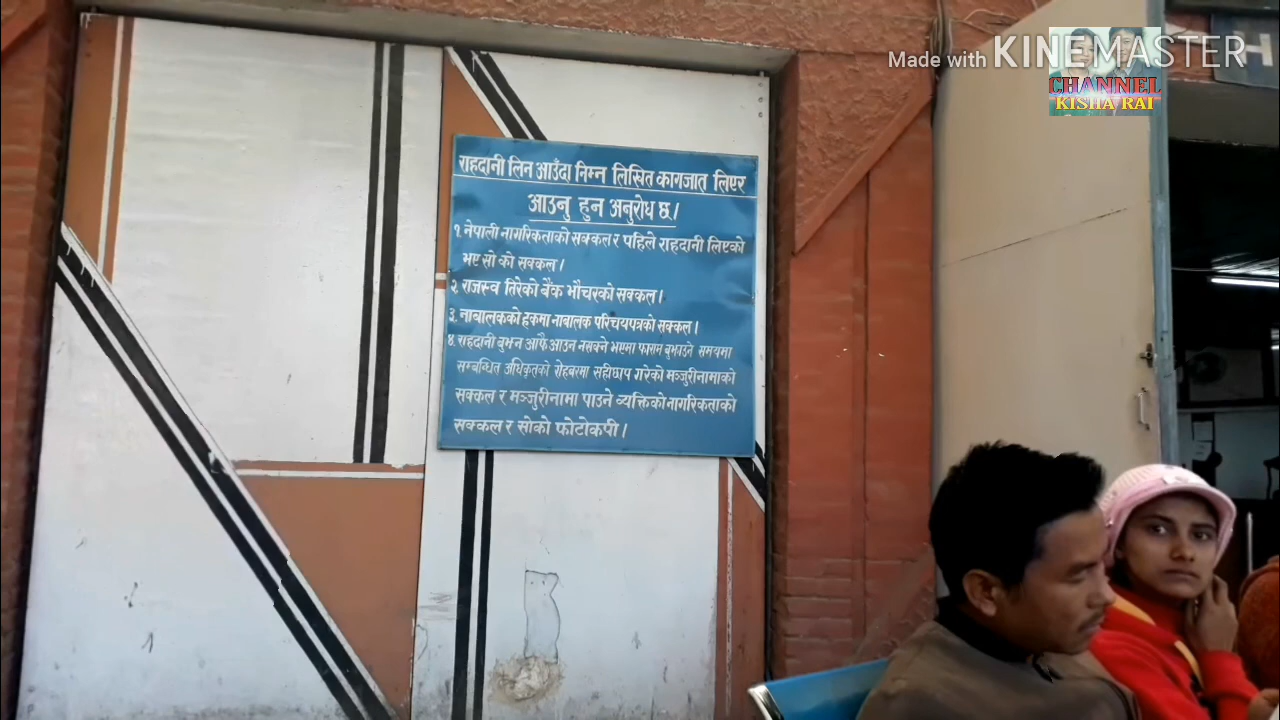 Made with KINEMASTER
CHANNEL
KISHA RAI
H
राहदानी लिन आउँदा निम्न लिखित कागजात लिएर
आउनु हुन अनुरोध छ।
१. नेपाली नागरिकताको सक्कल र पहिले राहदानी लिएको
भए सो को सक्कल।
२. राजस्व तिरेको बैंक भौचरको सक्कल।
३. नाबालकको हकमा नाबालक परिचयपत्रको सक्कल।
४. राहदानी बुझ्न आफै आउन नसक्ने भएमा फाराम बुझाउने समयमा
सम्बन्धित अधिकृतको रोहबरमा सहीछाप गरेको मञ्जुरीनामाको
सक्कल र मञ्जुरीनामा पाउने व्यक्तिको नागरिकताको
सक्कल र सोको फोटोकपी।